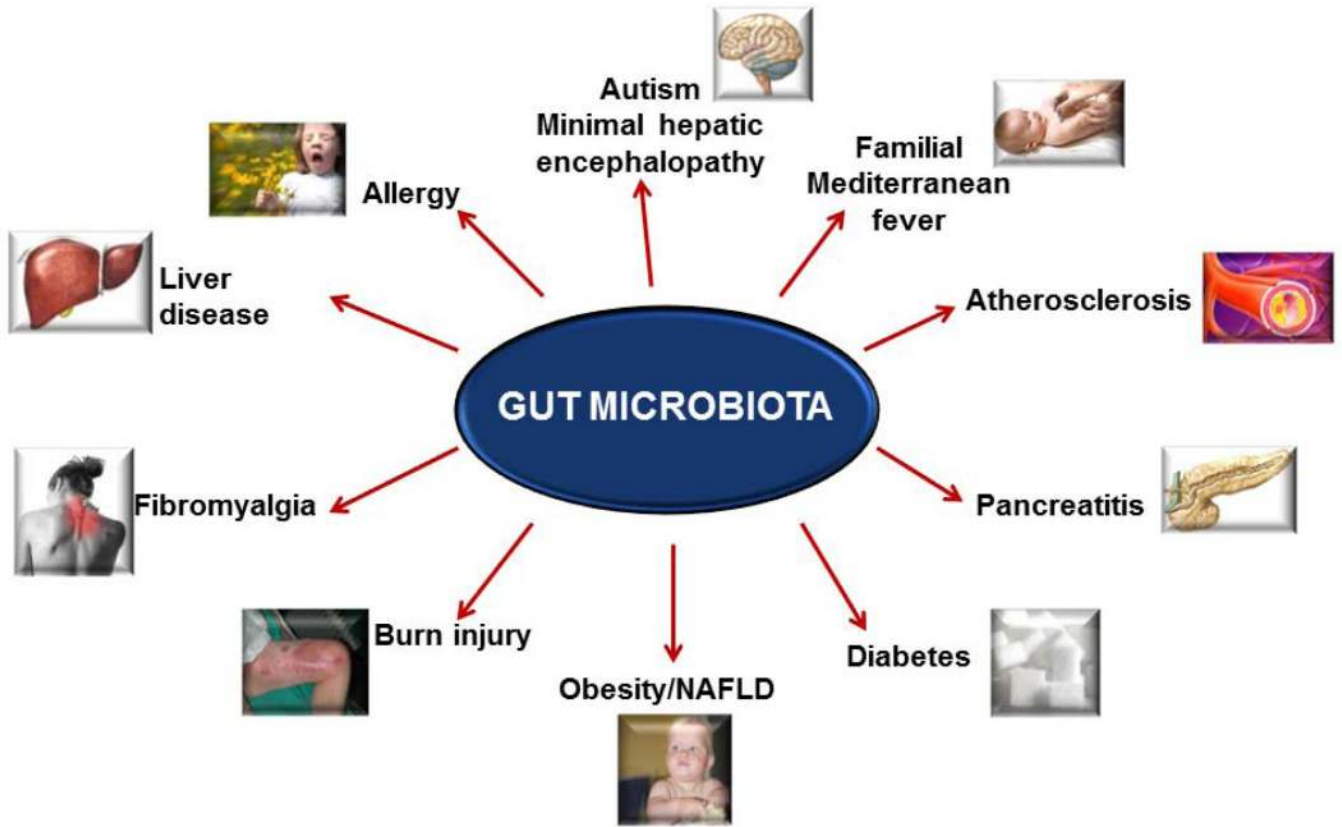 Autism
Minimal hepatic
encephalopathy
Familial
Mediterranean
fever
Allergy
Liver
disease
Atherosclerosis
GUT MICROBIOTA
Fibromyalgia
Pancreatitis
Burn injury
Diabetes
Obesity/NAFLD